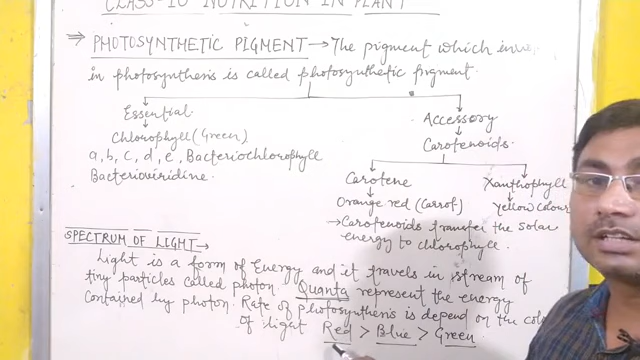 CLASS-10 NUTRITION IN PLANT
⇒ PHOTOSYNTHETIC PIGMENT → The pigment which
in photosynthesis is called photosynthetic pigment.
Essential
Accessory
Chlorophyll (Green)
Carotenoids
a, b, c, d, e, Bacteriochlorophyll
Bacterioviridine.
Carotene
Xanthophyll
Orange red (Carrot)
Yellow colour
→ Carotenoids transfer the solar
energy to chlorophyll.
SPECTRUM OF LIGHT →
Light is a form of Energy and it travels in stream of
tiny particles called photon. Quanta represent the energy
contained by photon. Rate of photosynthesis is depend on the
of light Red > Blue > Green